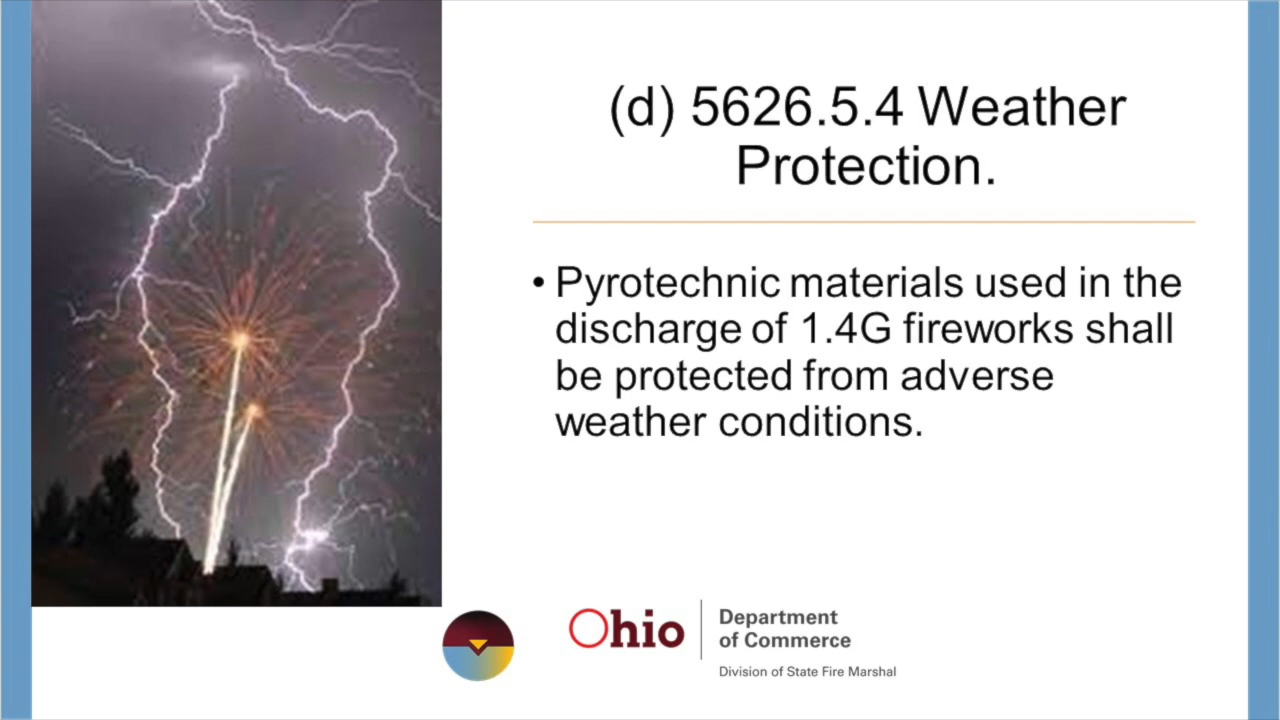 (d) 5626.5.4 Weather
Protection.
• Pyrotechnic materials used in the
discharge of 1.4G fireworks shall
be protected from adverse
weather conditions.
Ohio
Department
of Commerce
Division of State Fire Marshal